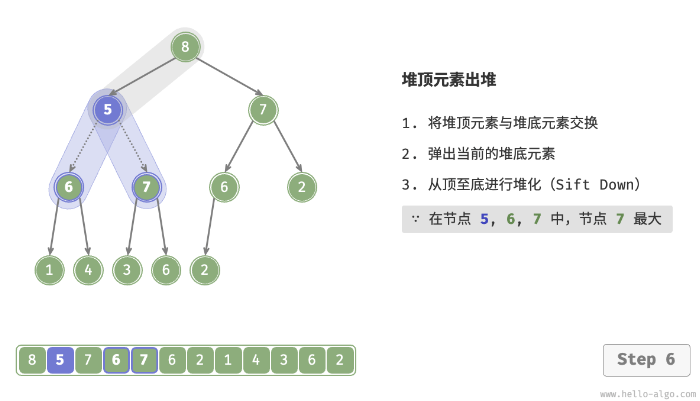 8
堆顶元素出堆
5
7
1. 将堆顶元素与堆底元素交换
2. 弹出当前的堆底元素
6
7
6
2
3. 从顶至底进行堆化（Sift Down）
∵ 在节点 5, 6, 7 中，节点 7 最大
1
4
3
6
2
8 5 7 6 7 6 2 1 4 3 6 2
Step 6
www.hello-algo.com